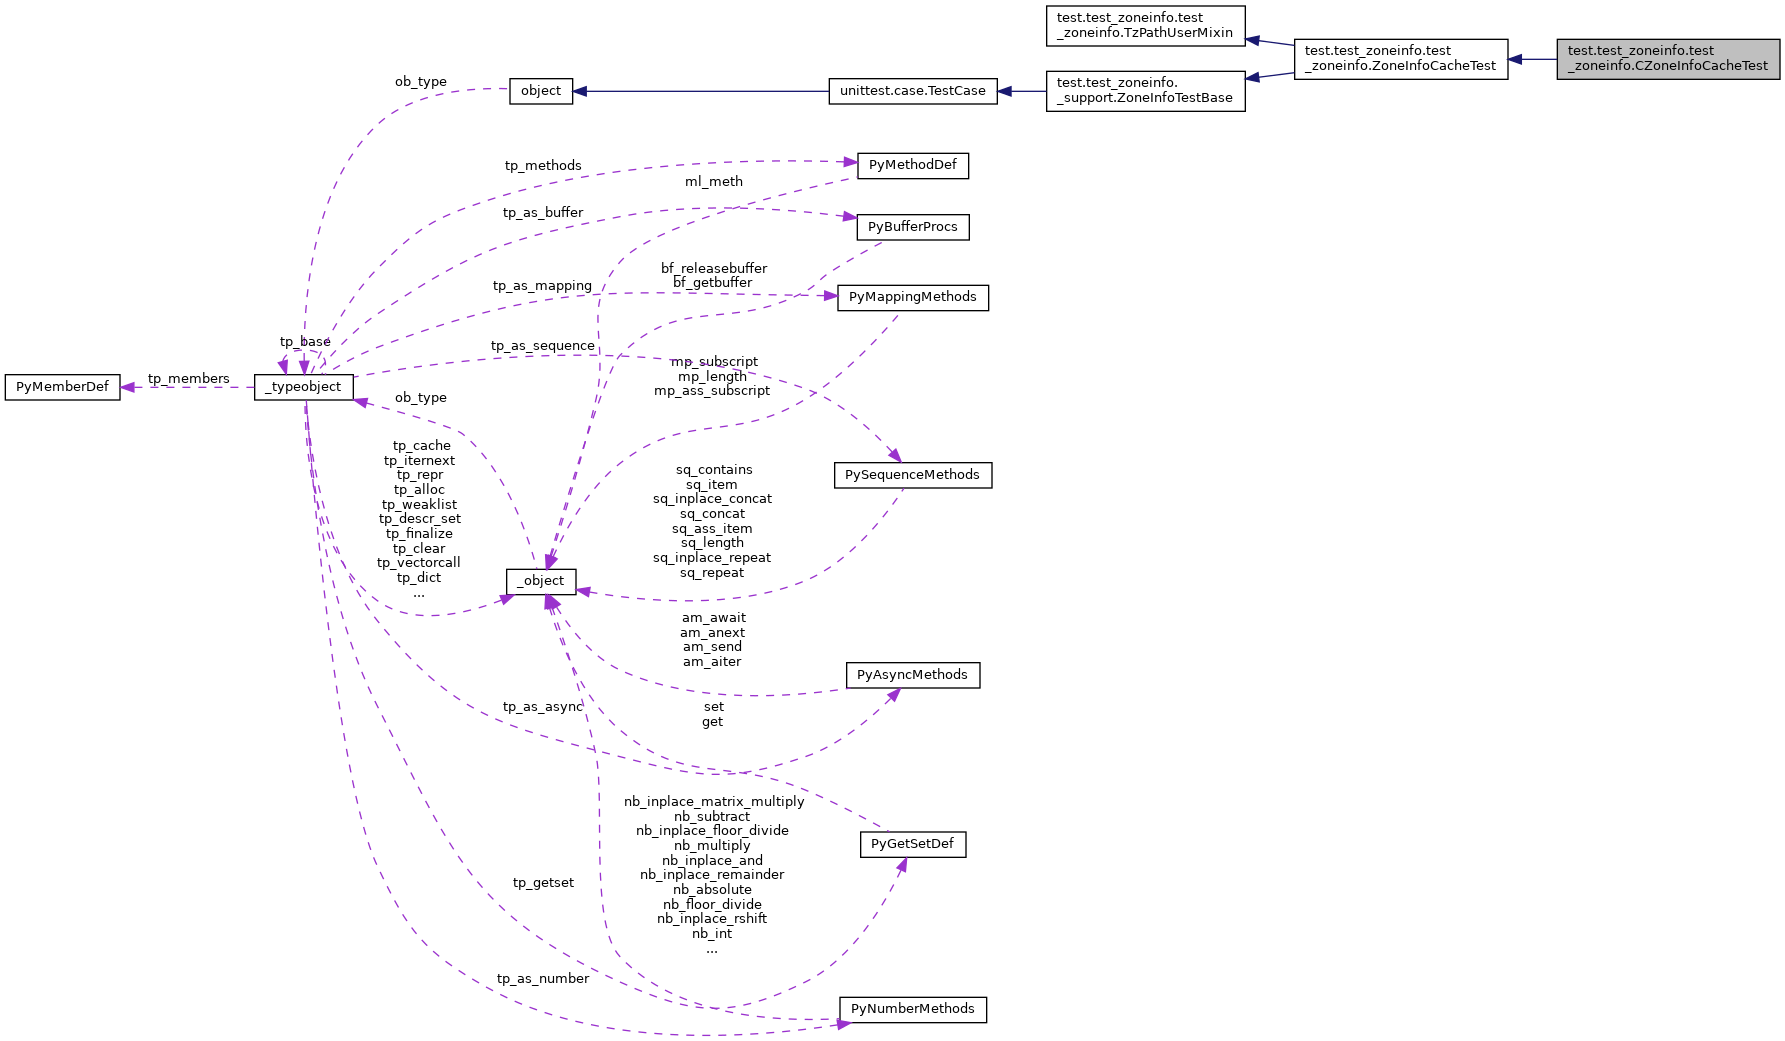 test.test_zoneinfo.test
_zoneinfo.TzPathUserMixin
test.test_zoneinfo.test
_zoneinfo.ZoneInfoCacheTest
test.test_zoneinfo.test
_zoneinfo.CZoneInfoCacheTest
ob_type
object
unittest.case.TestCase
test.test_zoneinfo.
_support.ZoneInfoTestBase
tp_methods
PyMethodDef
ml_meth
tp_as_buffer
PyBufferProcs
bf_releasebuffer
bf_getbuffer
tp_as_mapping
PyMappingMethods
tp_base
tp_as_sequence
mp_subscript
mp_length
mp_ass_subscript
PyMemberDef
tp_members
_typeobject
ob_type
tp_cache
tp_iternext
tp_repr
tp_alloc
tp_weaklist
tp_descr_set
tp_finalize
tp_clear
tp_vectorcall
tp_dict
...
sq_contains
sq_item
sq_inplace_concat
sq_concat
sq_ass_item
sq_length
sq_inplace_repeat
sq_repeat
PySequenceMethods
_object
am_await
am_anext
am_send
am_aiter
PyAsyncMethods
tp_as_async
set
get
nb_inplace_matrix_multiply
nb_subtract
nb_inplace_floor_divide
nb_multiply
nb_inplace_and
nb_inplace_remainder
nb_absolute
nb_floor_divide
nb_inplace_rshift
nb_int
...
PyGetSetDef
tp_getset
tp_as_number
PyNumberMethods